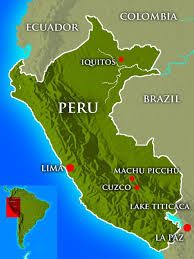 COLOMBIA
ECUADOR
IQUITOS
PERU
BRAZIL
LIMA
MACHU PICCHU
CUZCO
LAKE TITICACA
LA PAZ